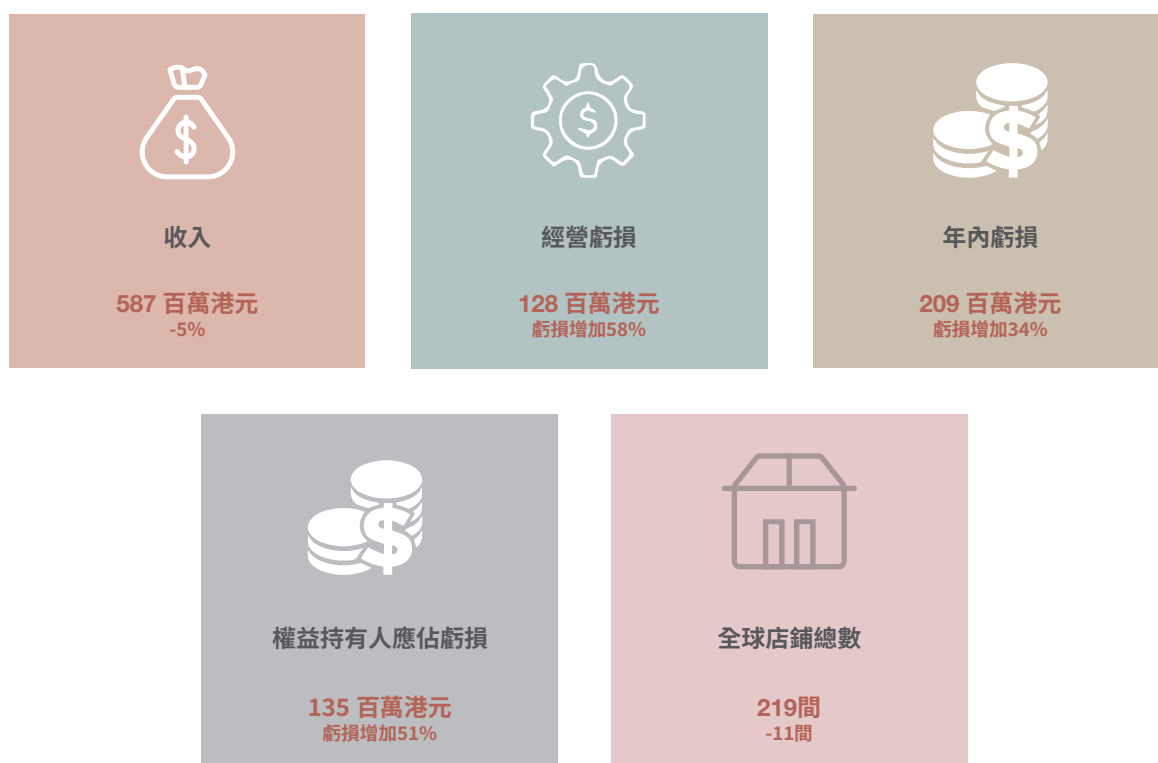 收入
587 百萬港元
-5%
經營虧損
128 百萬港元
虧損增加58%
年內虧損
209 百萬港元
虧損增加34%
權益持有人應佔虧損
135 百萬港元
虧損增加51%
全球店鋪總數
219間
-11間